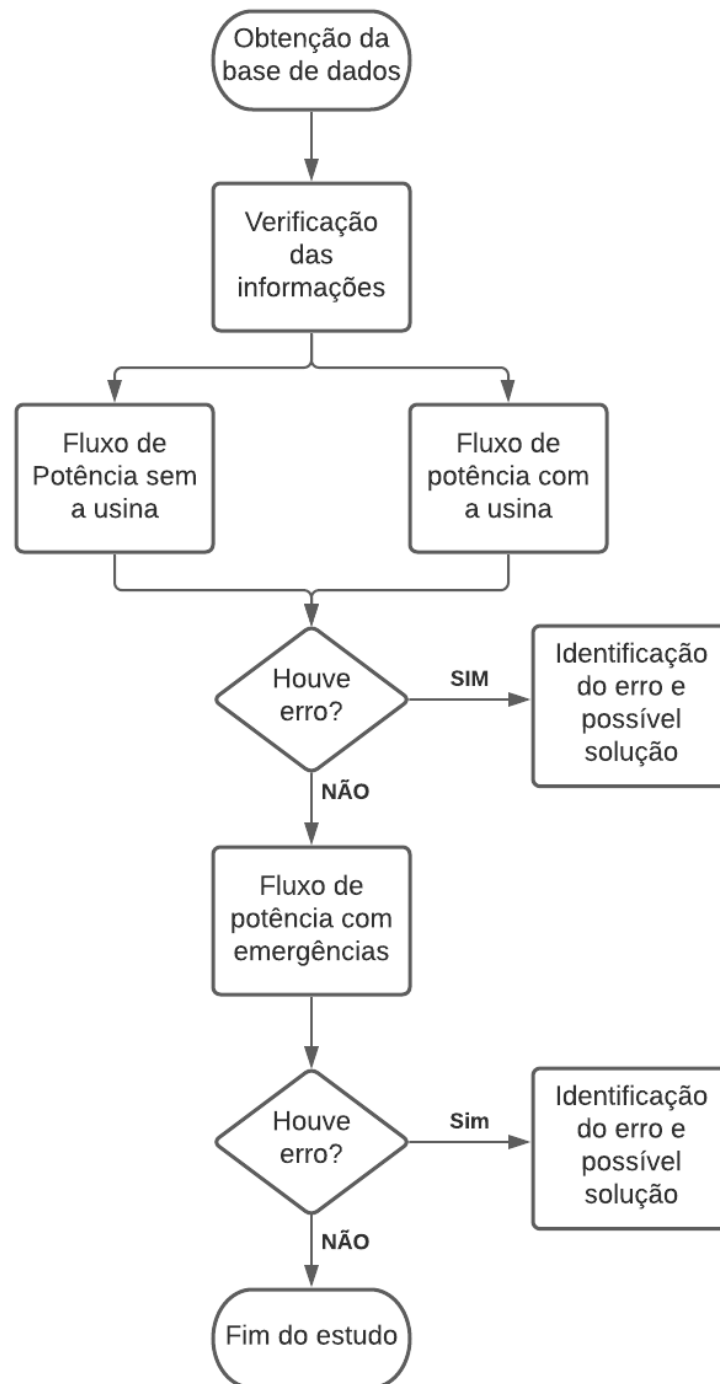 Obtenção da
base de dados
Verificação
das
informações
Fluxo de
Potência sem
a usina
Fluxo de
potência com
a usina
Houve
erro?
SIM
Identificação
do erro e
possível
solução
NÃO
Fluxo de
potência com
emergências
Houve
erro?
Sim
Identificação
do erro e
possível
solução
NÃO
Fim do estudo